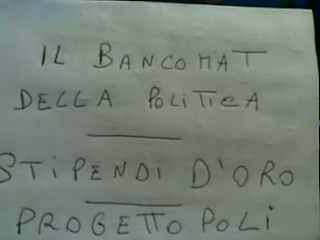 IL BANCOMAT
DELLA POLITICA
STIPENDI D'ORO
PROGETTO POLI